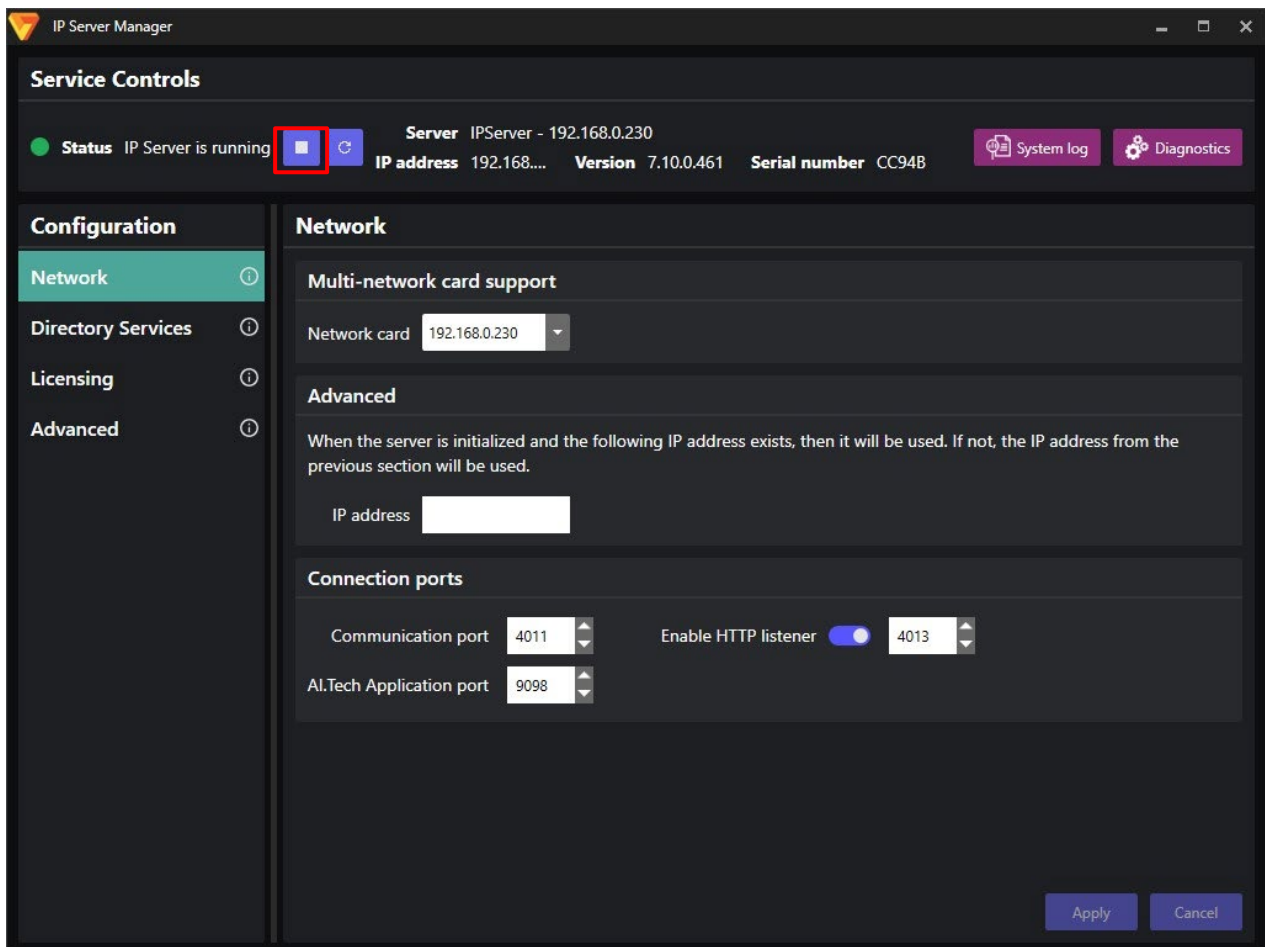 IP Server Manager
Service Controls
Status IP Server is running
Server IPServer - 192.168.0.230
IP address 192.168.... Version 7.10.0.461 Serial number CC94B
System log
Diagnostics
Configuration
Network
Directory Services
Licensing
Advanced
Network
Multi-network card support
Network card 192.168.0.230
Advanced
When the server is initialized and the following IP address exists, then it will be used. If not, the IP address from the
previous section will be used.
IP address
Connection ports
Communication port 4011 Enable HTTP listener 4013
AI.Tech Application port 9098
Apply Cancel